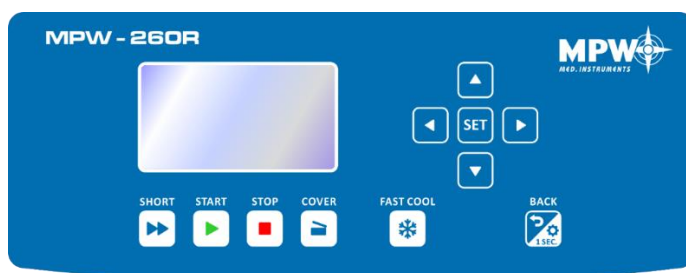 MPW - 260R
MPW
MED. INSTRUMENTS
SET
SHORT START STOP COVER FAST COOL BACK
1 SEC.